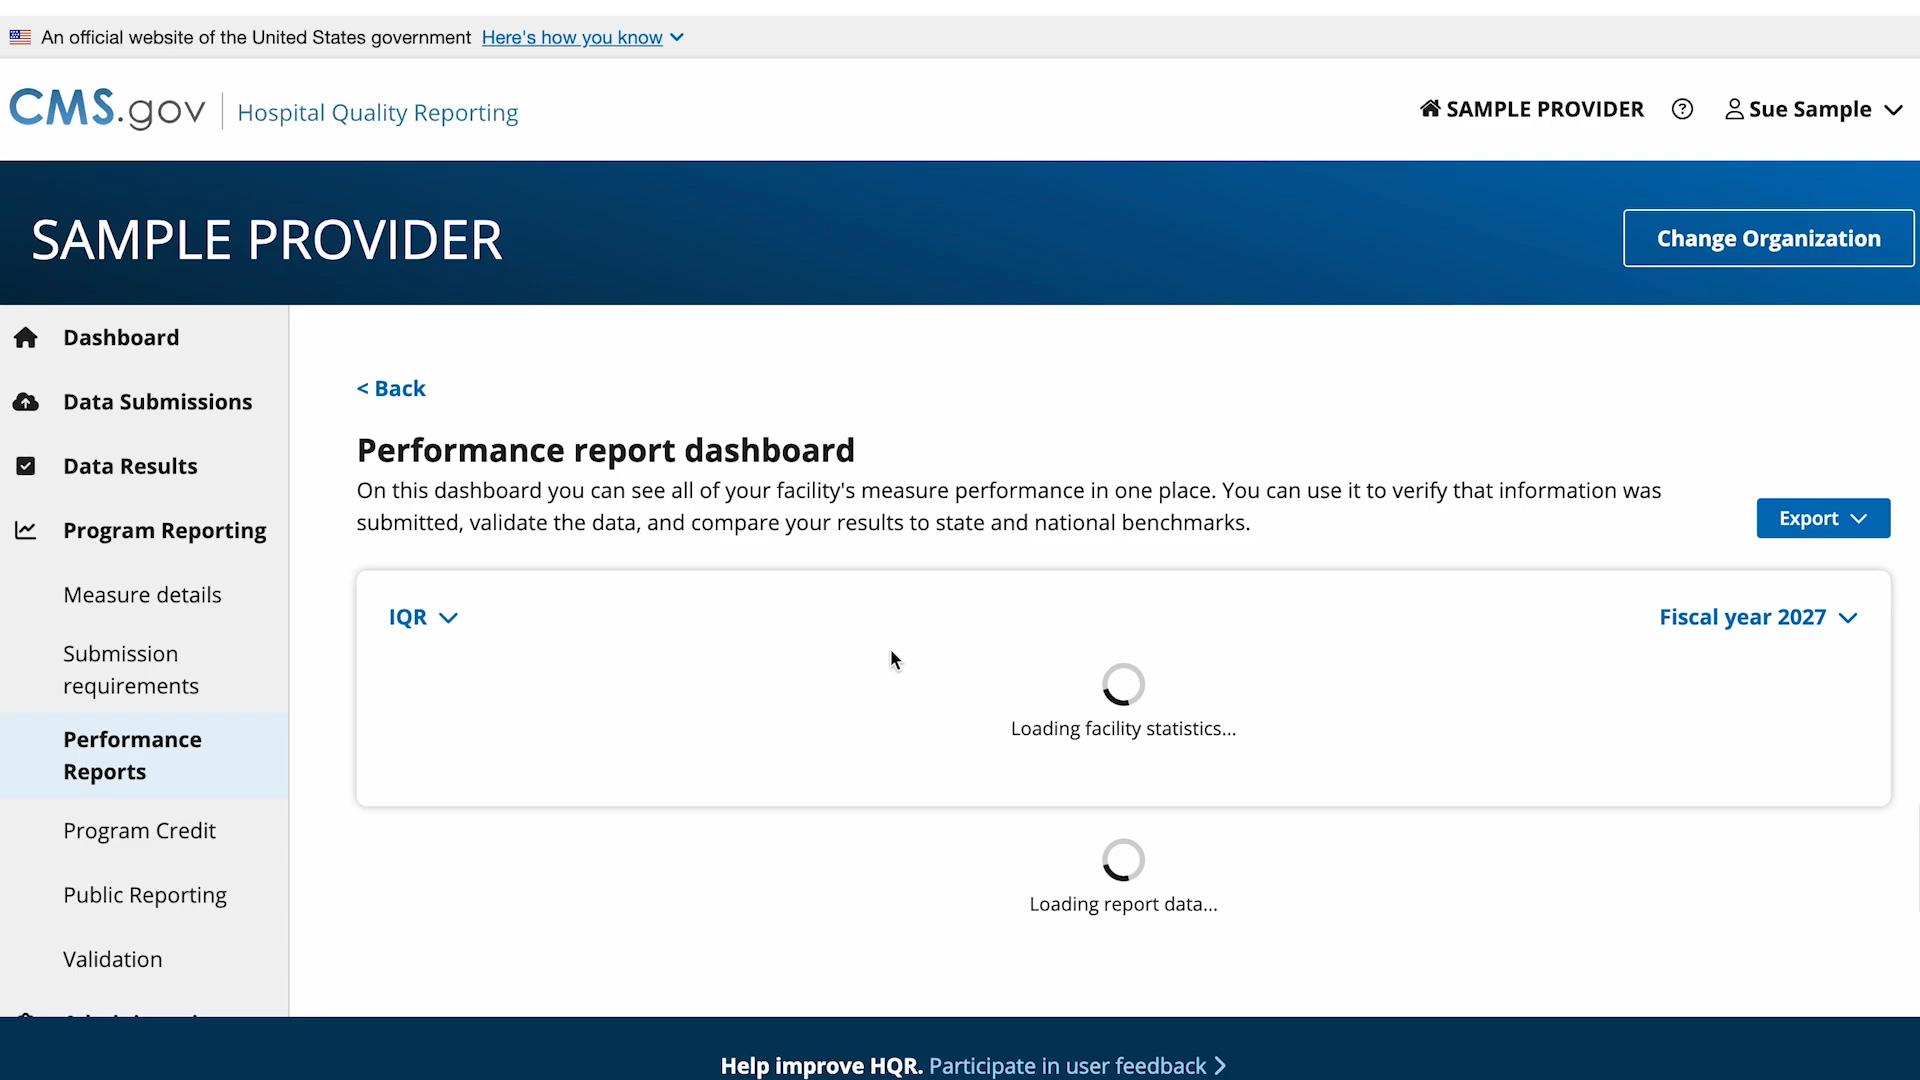 An official website of the United States government Here's how you know
CMS.gov Hospital Quality Reporting
SAMPLE PROVIDER
Sue Sample
SAMPLE PROVIDER
Change Organization
Dashboard
Data Submissions
Data Results
Program Reporting
Measure details
Submission
requirements
Performance
Reports
Program Credit
Public Reporting
Validation
< Back
Performance report dashboard
On this dashboard you can see all of your facility's measure performance in one place. You can use it to verify that information was
submitted, validate the data, and compare your results to state and national benchmarks.
Export
IQR
Fiscal year 2027
Loading facility statistics...
Loading report data...
Help improve HQR. Participate in user feedback >